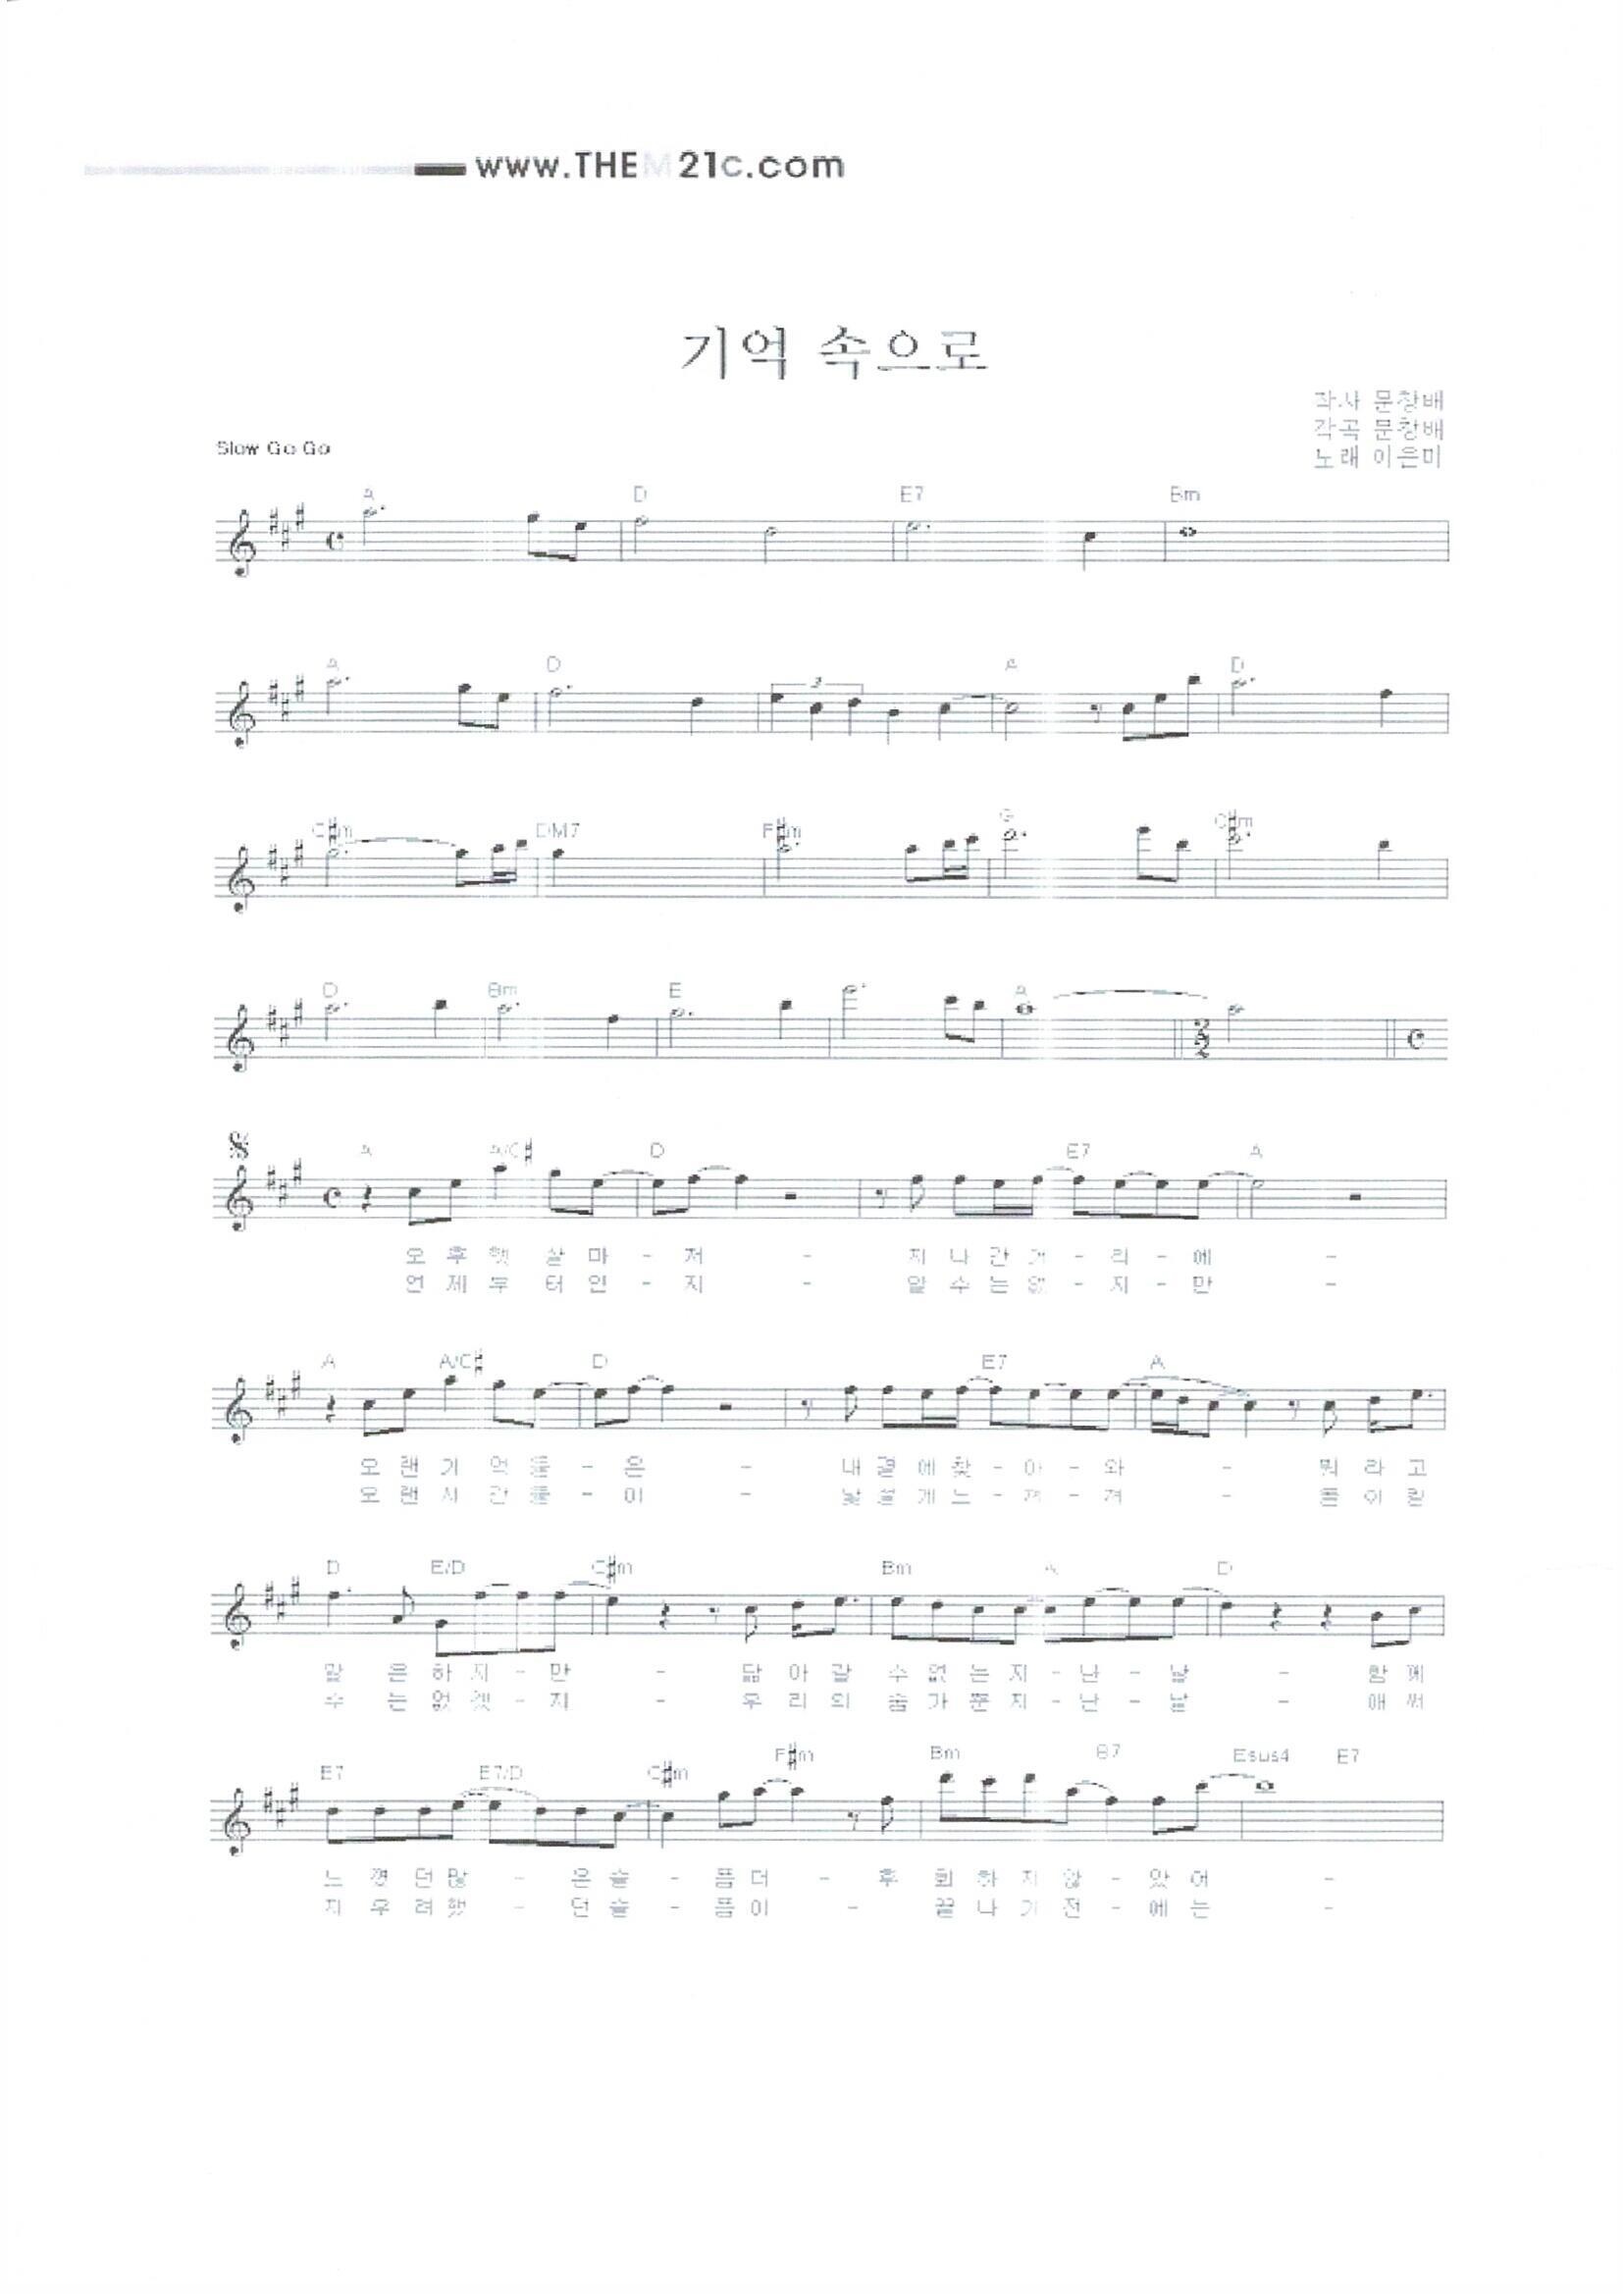 www.THEM21c.com
기억 속으로
작사 문창배
작곡 문창배
노래 이은미
Slow Go Go
A D E7 Bm
A D A D
3
C#m DM7 F#m G C#m
D Bm E A
2 2
A A/C# D E7 A
오 후 햇 살 마 - 저 - 지 나 간 거 - 리 - 에 -
언 제 부 터 인 - 지 - 알 수 는 없 - 지 - 만 -
A A/C# D E7 A
오 랜 기 억 들 - 은 - 내 곁 에 찾 - 아 - 와 - 뭐 라 고
오 랜 시 간 들 - 이 - 낯 설 게 느 - 껴 - 져 - 돌 이 킬
D E/D C#m Bm A D
말 은 하 지 - 만 - 닮 아 갈 수 없 는 지 - 난 - 날 - 함 께
수 는 없 겠 - 지 - 우 리 의 숨 가 쁜 지 - 난 - 날 - 애 써
E7 E7/D C#m F#m Bm B7 Esus4 E7
느 꼈 던 많 - 은 슬 - 픔 더 - 후 회 하 지 않 - 았 어 -
지 우 려 했 - 던 슬 - 픔 이 - 끝 나 기 전 - 에 는 -